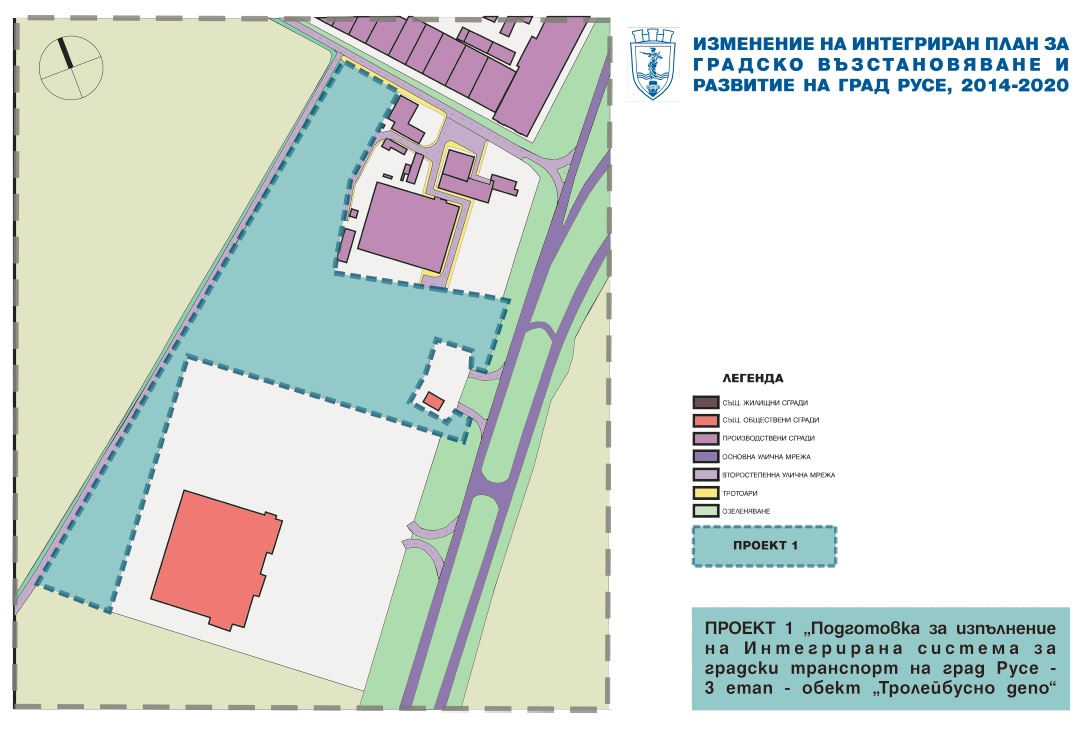 ИЗМЕНЕНИЕ НА ИНТЕГРИРАН ПЛАН ЗА
ГРАДСКО ВЪЗСТАНОВЯВАНЕ И
РАЗВИТИЕ НА ГРАД РУСЕ, 2014-2020
ЛЕГЕНДА
СЪЩ. ЖИЛИЩНИ СГРАДИ
СЪЩ. ОБЩЕСТВЕНИ СГРАДИ
ПРОИЗВОДСТВЕНИ СГРАДИ
ОСНОВНА УЛИЧНА МРЕЖА
ВТОРОСТЕПЕННА УЛИЧНА МРЕЖА
ТРОТОАРИ
ОЗЕЛЕНЯВАНЕ
ПРОЕКТ 1
ПРОЕКТ 1 „Подготовка за изпълнение
на Интегрирана система за
градски транспорт на град Русе -
3 етап - обект „Тролейбусно депо“